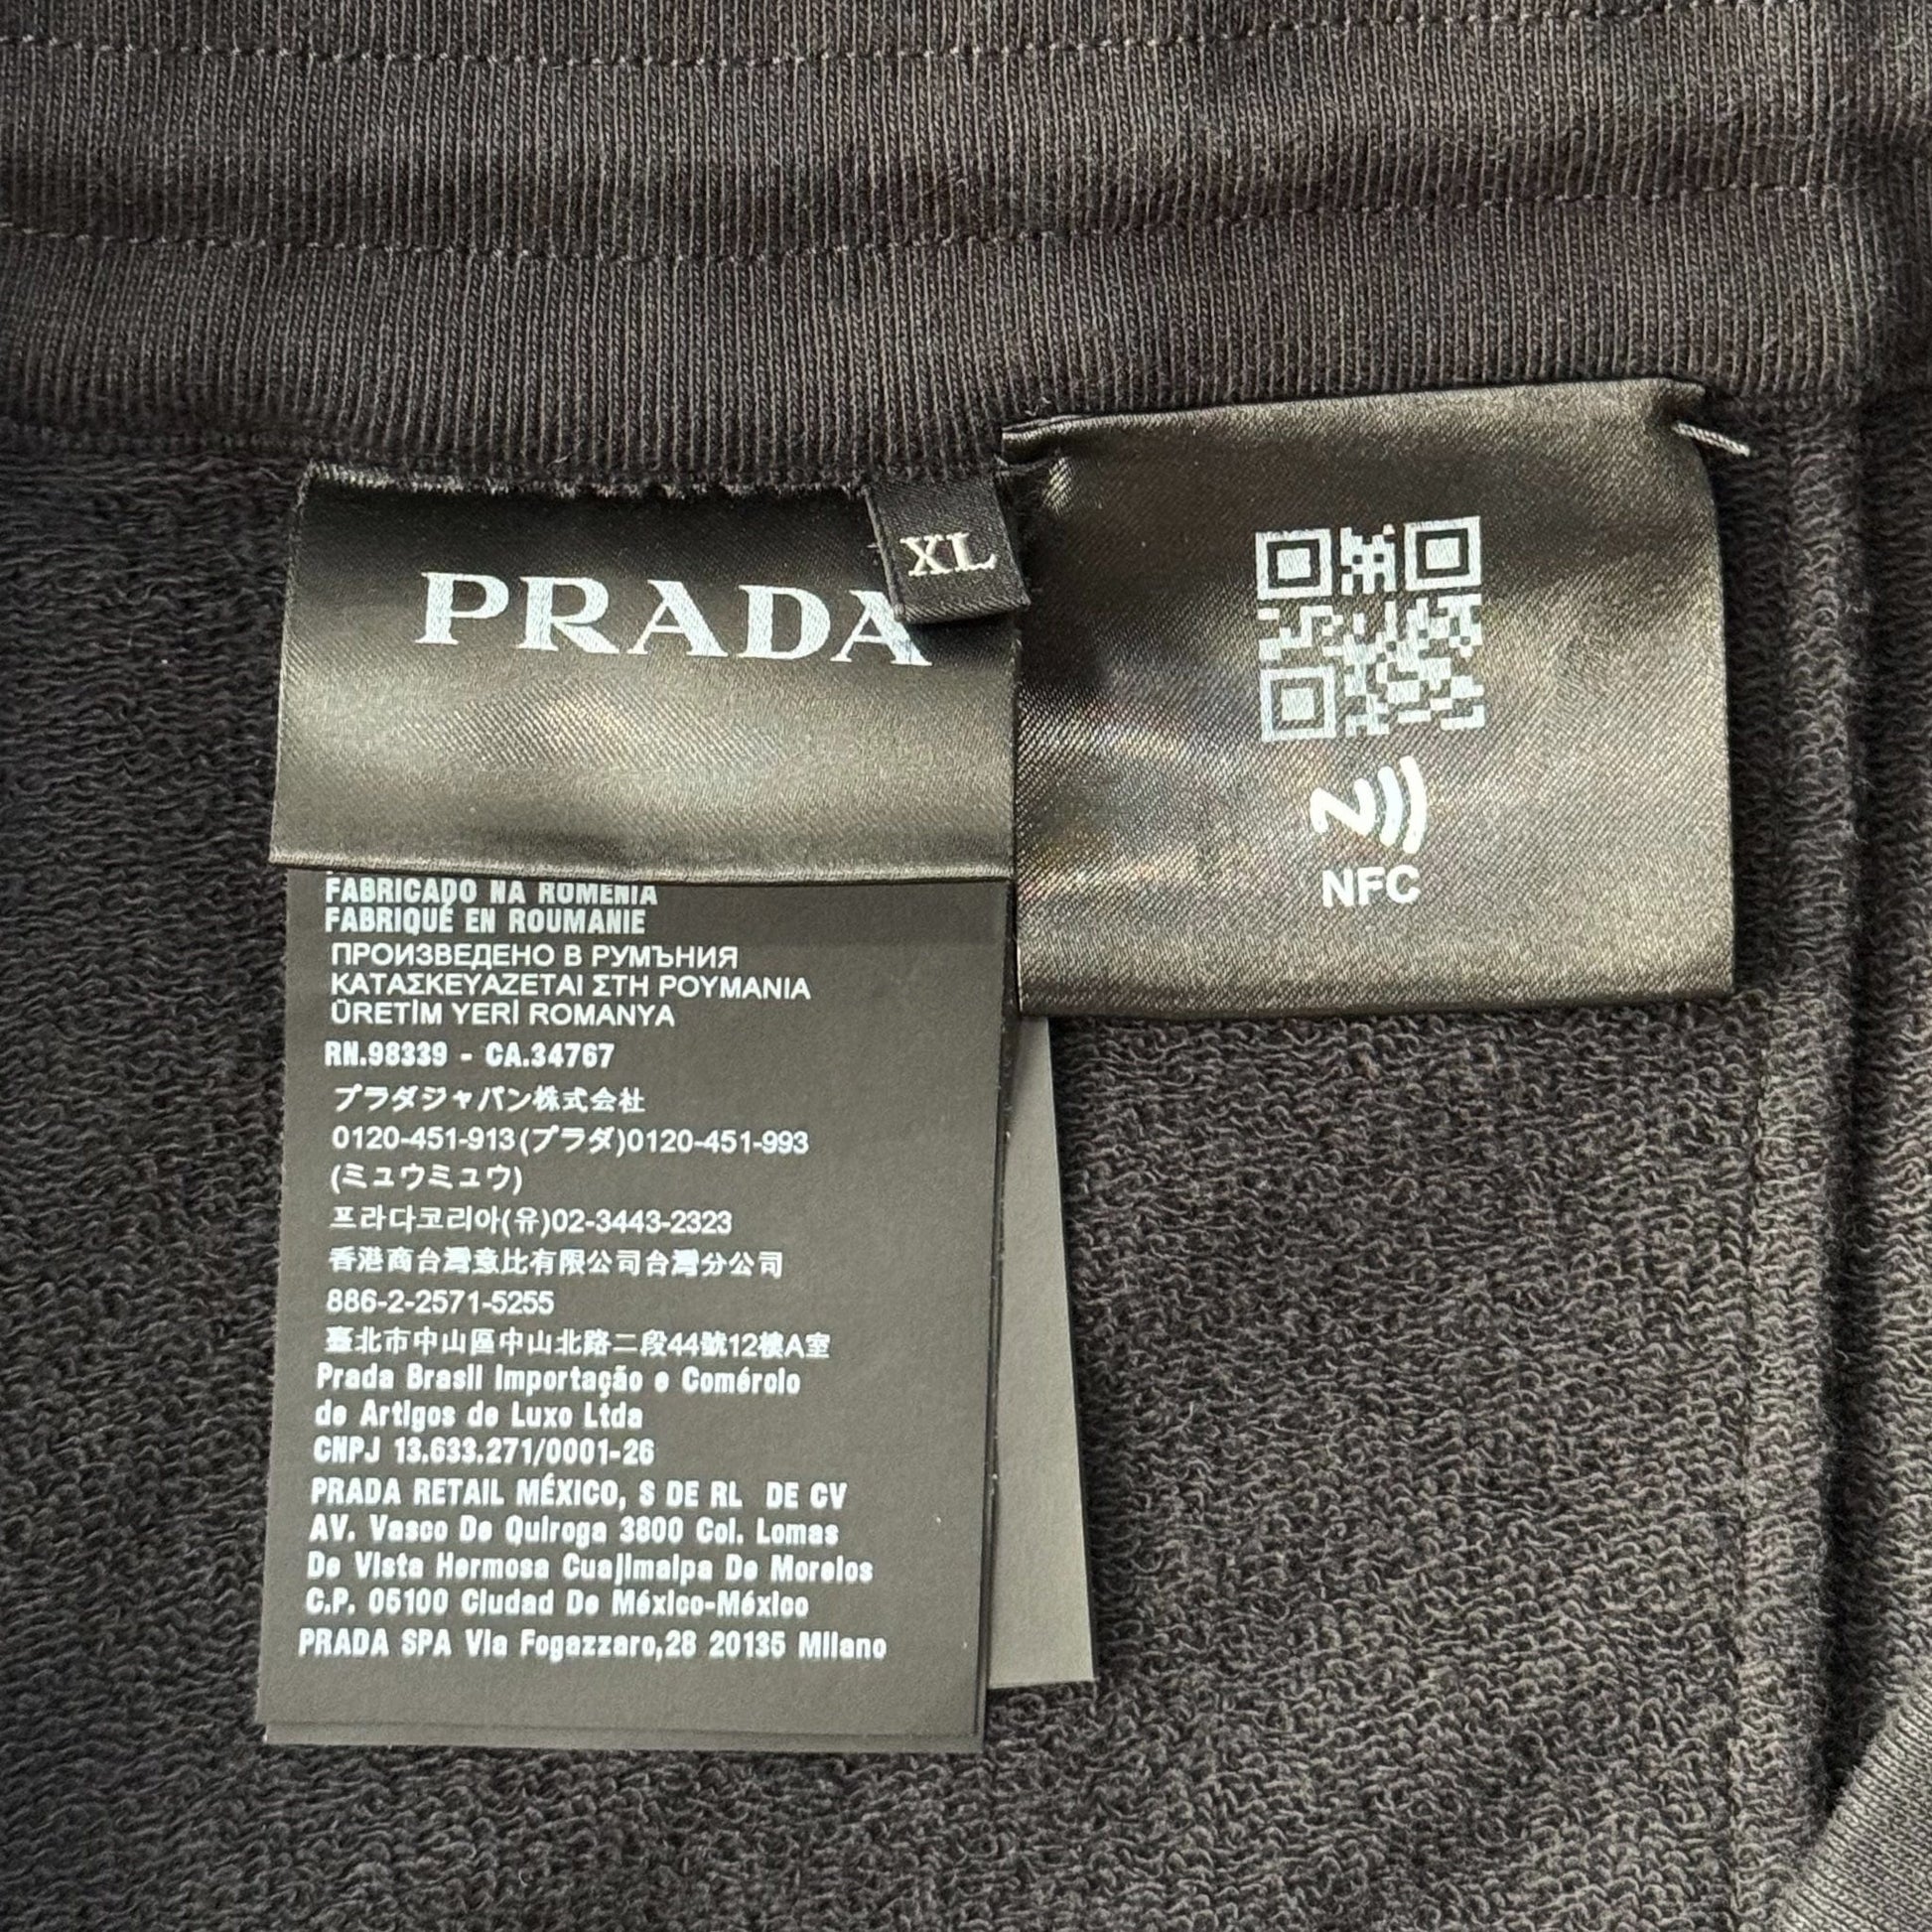 PRADA
XL
NFC
FABRICADO NA ROMENIA
FABRIQUÉ EN ROUMANIE
ПРОИЗВЕДЕНО В РУМЪНИЯ
ΚΑΤΑΣΚΕΥΑΖΕΤΑΙ ΣΤΗ ΡΟΥΜΑΝΙΑ
ÜRETİM YERİ ROMANYA
RN.98339 - CA.34767
プラダジャパン株式会社
0120-451-913(プラダ)0120-451-993
(ミュウミュウ)
프라다코리아(유)02-3443-2323
香港商台灣意比有限公司台灣分公司
886-2-2571-5255
臺北市中山區中山北路二段44號12樓A室
Prada Brasil Importação e Comércio
de Artigos de Luxo Ltda
CNPJ 13.633.271/0001-26
PRADA RETAIL MÉXICO, S DE RL DE CV
AV. Vasco De Quiroga 3800 Col. Lomas
De Vista Hermosa Cuajimalpa De Morelos
C.P. 05100 Ciudad De México-México
PRADA SPA Via Fogazzaro,28 20135 Milano